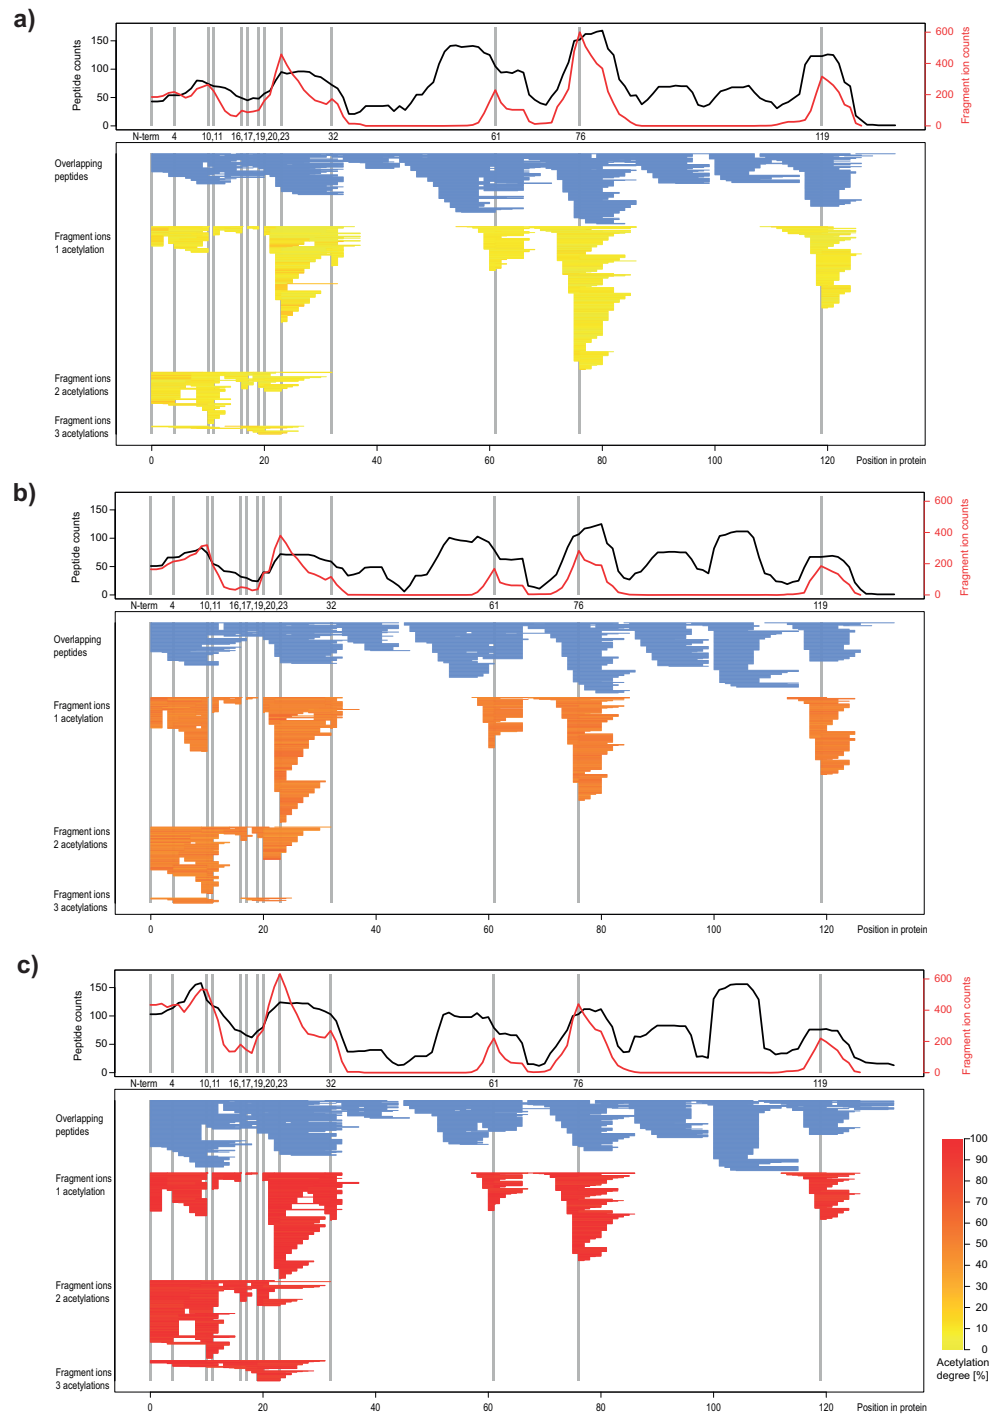 a)
Peptide counts
150
100
50
0
600
400
200
0
Fragment ion counts
N-term 4 10,11 16,17,19,20,23 32 61 76 119
Overlapping
peptides
Fragment ions
1 acetylation
Fragment ions
2 acetylations
Fragment ions
3 acetylations
0 20 40 60 80 100 120 Position in protein
b)
Peptide counts
150
100
50
0
600
400
200
0
Fragment ion counts
N-term 4 10,11 16,17,19,20,23 32 61 76 119
Overlapping
peptides
Fragment ions
1 acetylation
Fragment ions
2 acetylations
Fragment ions
3 acetylations
0 20 40 60 80 100 120 Position in protein
c)
Peptide counts
150
100
50
0
600
400
200
0
Fragment ion counts
N-term 4 10,11 16,17,19,20,23 32 61 76 119
Overlapping
peptides
Fragment ions
1 acetylation
Fragment ions
2 acetylations
Fragment ions
3 acetylations
0 20 40 60 80 100 120 Position in protein
100
90
80
70
60
50
40
30
20
10
0
Acetylation
degree [%]